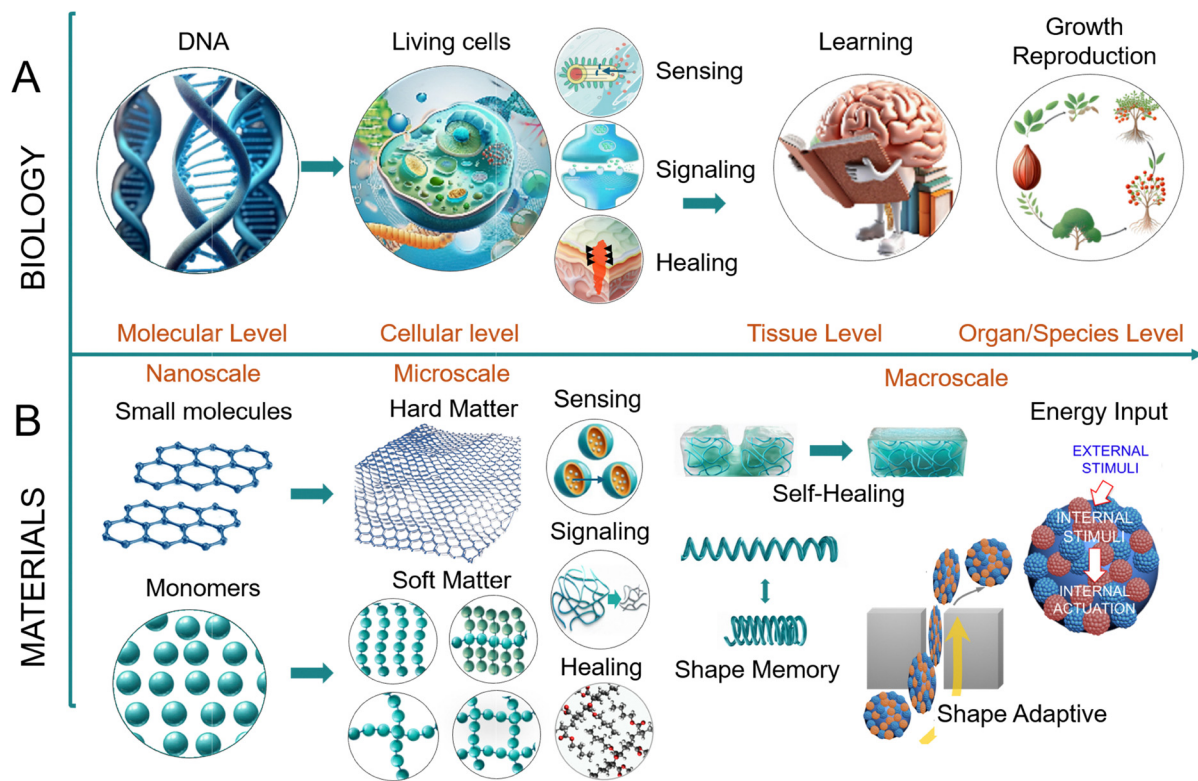 A
BIOLOGY
DNA
Living cells
Sensing
Signaling
Healing
Learning
Growth
Reproduction
Molecular Level
Cellular level
Tissue Level
Organ/Species Level
Nanoscale
Microscale
Macroscale
B
MATERIALS
Small molecules
Hard Matter
Sensing
Signaling
Healing
Monomers
Soft Matter
Self-Healing
Shape Memory
Shape Adaptive
Energy Input
EXTERNAL
STIMULI
INTERNAL
STIMULI
INTERNAL
ACTUATION